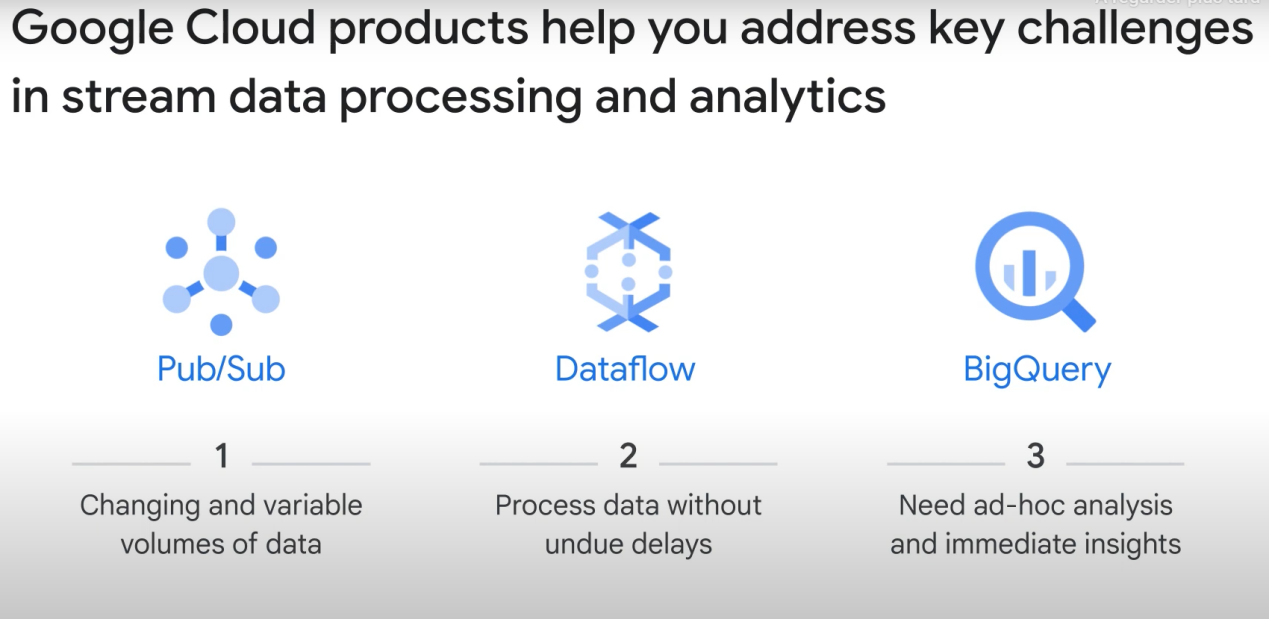 Google Cloud products help you address key challenges
in stream data processing and analytics
Pub/Sub
Dataflow
BigQuery
1
2
3
Changing and variable
volumes of data
Process data without
undue delays
Need ad-hoc analysis
and immediate insights